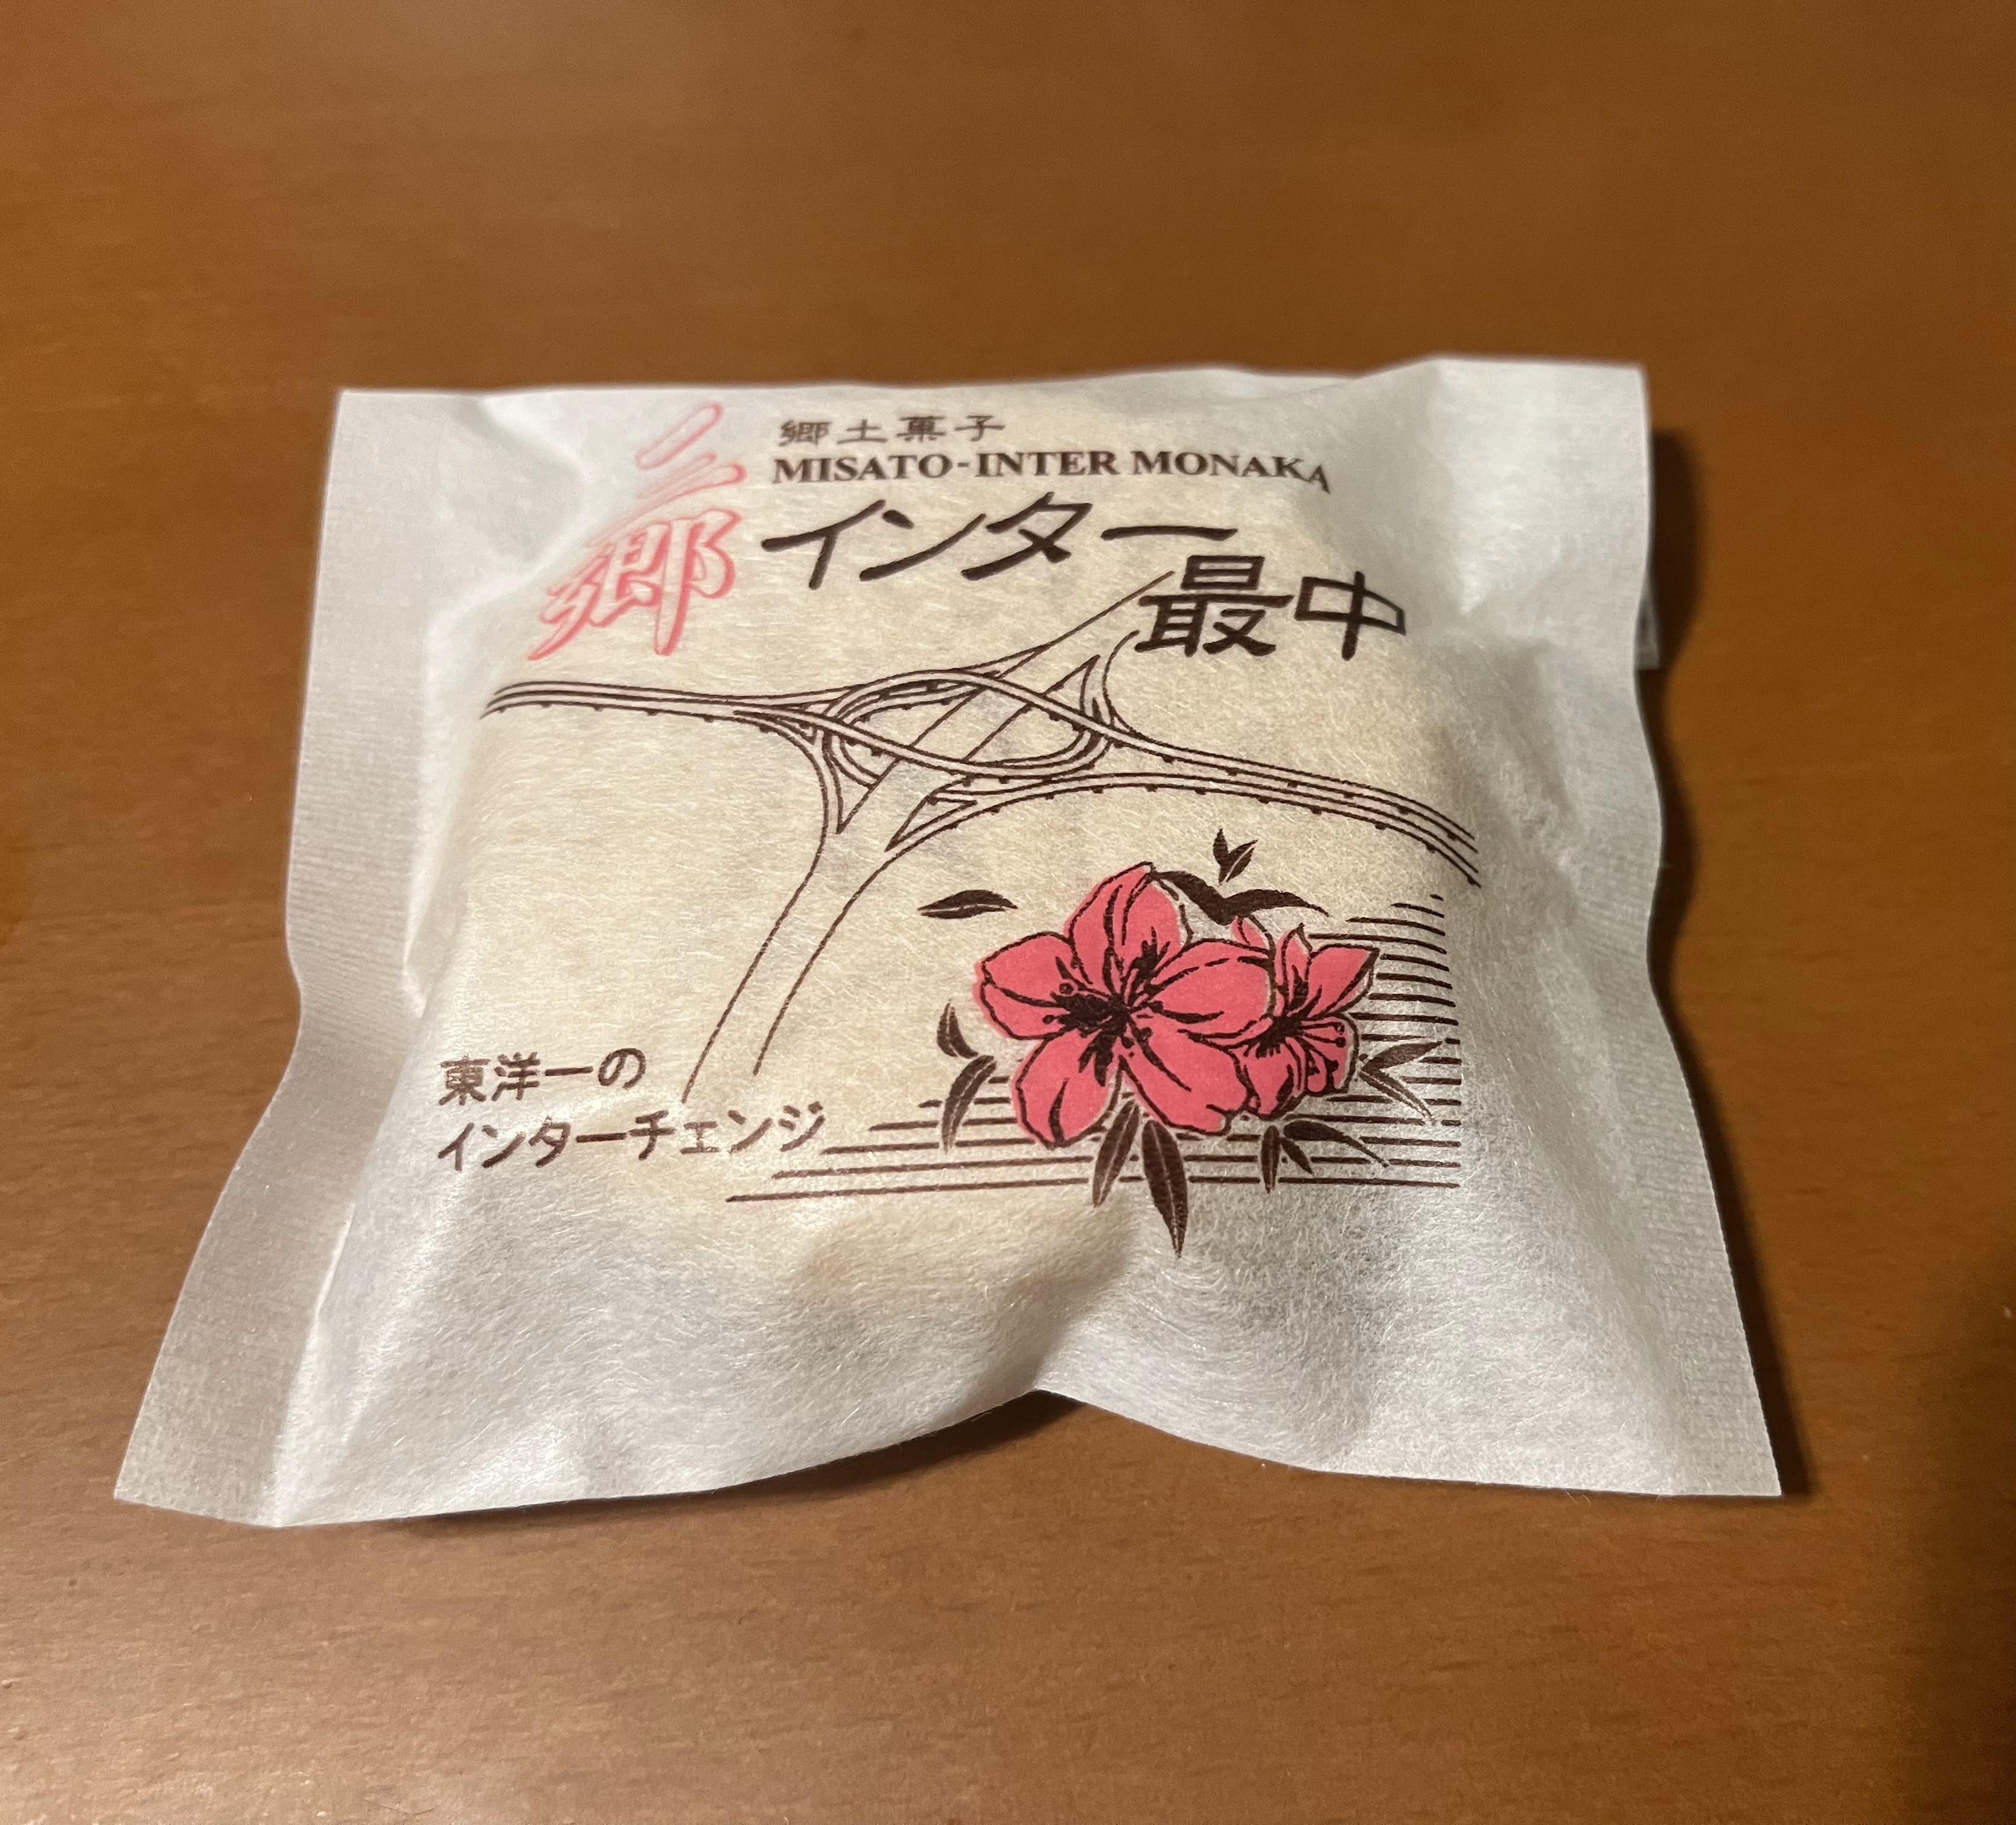 郷土菓子
MISATO-INTER MONAKA
三郷インター最中
東洋一の
インターチェンジ